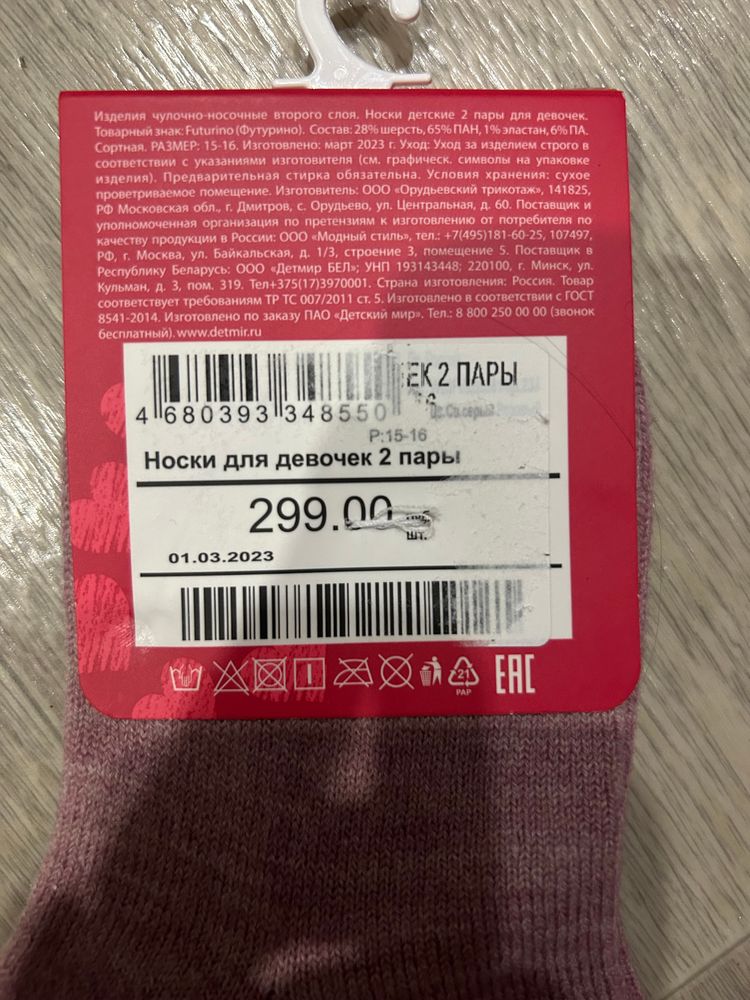 Изделия чулочно-носочные второго слоя. Носки детские 2 пары для девочек.
Товарный знак: Futurino (Футурино). Состав: 28% шерсть, 65% ПАН, 1% эластан, 6% ПА.
Сортная. РАЗМЕР: 15-16. Изготовлено: март 2023 г. Уход: Уход за изделием строго в
соответствии с указаниями изготовителя (см. графическ. символы на упаковке
изделия). Предварительная стирка обязательна. Условия хранения: сухое
проветриваемое помещение. Изготовитель: ООО «Орудьевский трикотаж», 141825,
РФ Московская обл., г. Дмитров, с. Орудьево, ул. Центральная, д. 60. Поставщик и
уполномоченная организация по претензиям к изготовлению от потребителя по
качеству продукции в России: ООО «Модный стиль», тел.: +7(495)181-60-25, 107497,
РФ, г. Москва, ул. Байкальская, д. 1/3, строение 3, помещение 5. Поставщик в
Республику Беларусь: ООО «Детмир БЕЛ»; УНП 193143448; 220100, г. Минск, ул.
Кульман, д. 3, пом. 319. Тел+375(17)3970001. Страна изготовления: Россия. Товар
соответствует требованиям ТР ТС 007/2011 ст. 5. Изготовлено в соответствии с ГОСТ
8541-2014. Изготовлено по заказу ПАО «Детский мир». Тел.: 8 800 250 00 00 (звонок
бесплатный). www.detmir.ru
ЕК 2 ПАРЫ
4 680393 348550
Р:15-16
Носки для девочек 2 пары
299.00
шт.
01.03.2023
21
PAP
EAC